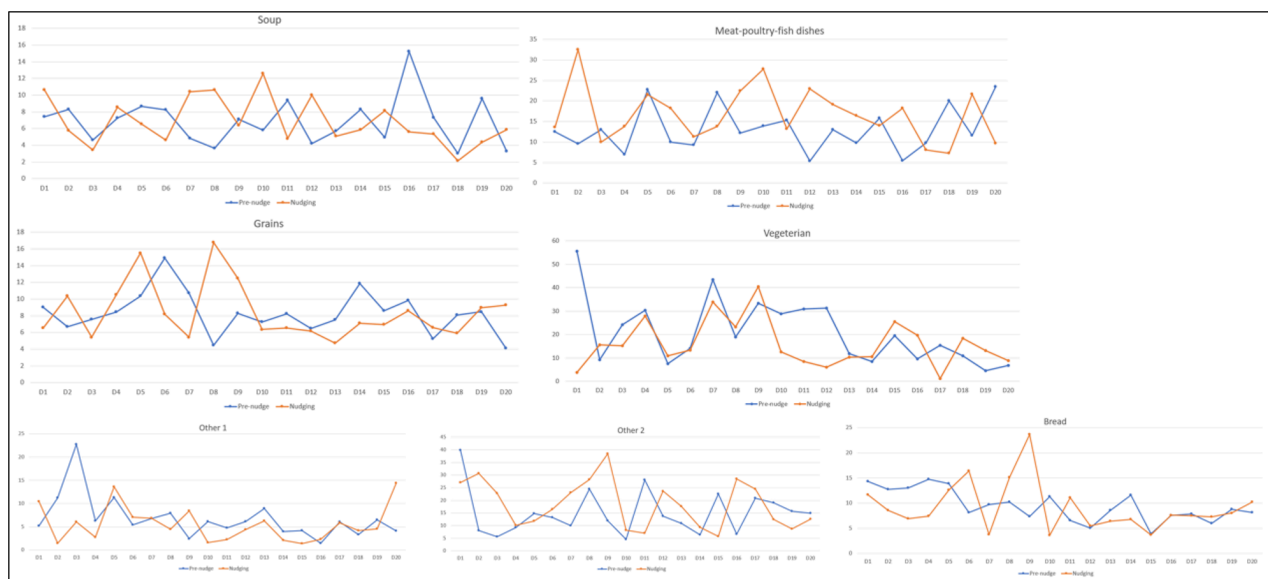 Soup
18
16
14
12
10
8
6
4
2
0
D1 D2 D3 D4 D5 D6 D7 D8 D9 D10 D11 D12 D13 D14 D15 D16 D17 D18 D19 D20
Pre-nudge Nudging
Meat-poultry-fish dishes
35
30
25
20
15
10
5
0
D1 D2 D3 D4 D5 D6 D7 D8 D9 D10 D11 D12 D13 D14 D15 D16 D17 D18 D19 D20
Pre-nudge Nudging
Grains
18
16
14
12
10
8
6
4
2
0
D1 D2 D3 D4 D5 D6 D7 D8 D9 D10 D11 D12 D13 D14 D15 D16 D17 D18 D19 D20
Pre-nudge Nudging
Vegeterian
60
50
40
30
20
10
0
D1 D2 D3 D4 D5 D6 D7 D8 D9 D10 D11 D12 D13 D14 D15 D16 D17 D18 D19 D20
Pre-nudge Nudging
Other 1
25
20
15
10
5
0
D1 D2 D3 D4 D5 D6 D7 D8 D9 D10 D11 D12 D13 D14 D15 D16 D17 D18 D19 D20
Pre-nudge Nudging
Other 2
45
40
35
30
25
20
15
10
5
0
D1 D2 D3 D4 D5 D6 D7 D8 D9 D10 D11 D12 D13 D14 D15 D16 D17 D18 D19 D20
Pre-nudge Nudging
Bread
25
20
15
10
5
0
D1 D2 D3 D4 D5 D6 D7 D8 D9 D10 D11 D12 D13 D14 D15 D16 D17 D18 D19 D20
Pre-nudge Nudging